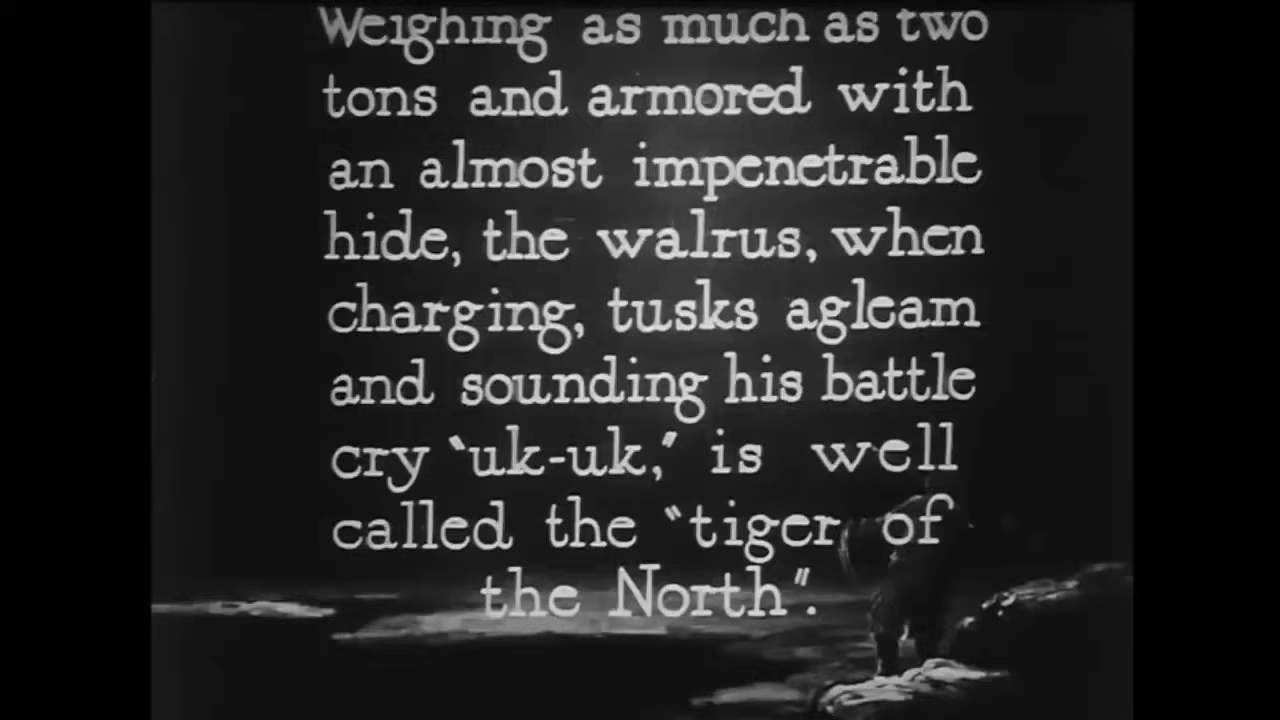 Weighing as much as two
tons and armored with
an almost impenetrable
hide, the walrus, when
charging, tusks agleam
and sounding his battle
cry "uk-uk," is well
called the "tiger of
the North".